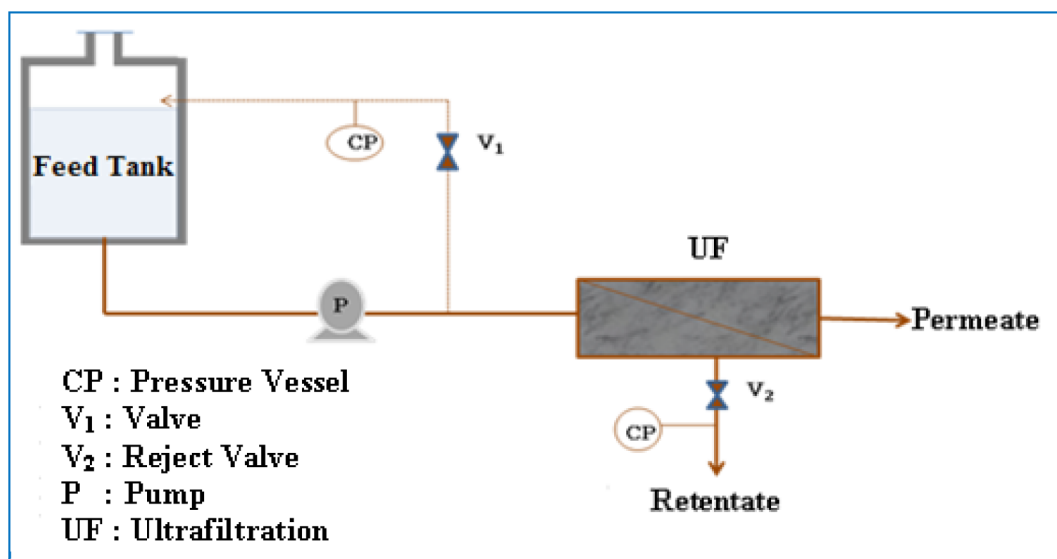 CP
V₁
Feed Tank
UF
P
Permeate
CP : Pressure Vessel
V₁ : Valve
V₂ : Reject Valve
P : Pump
UF : Ultrafiltration
V₂
CP
Retentate